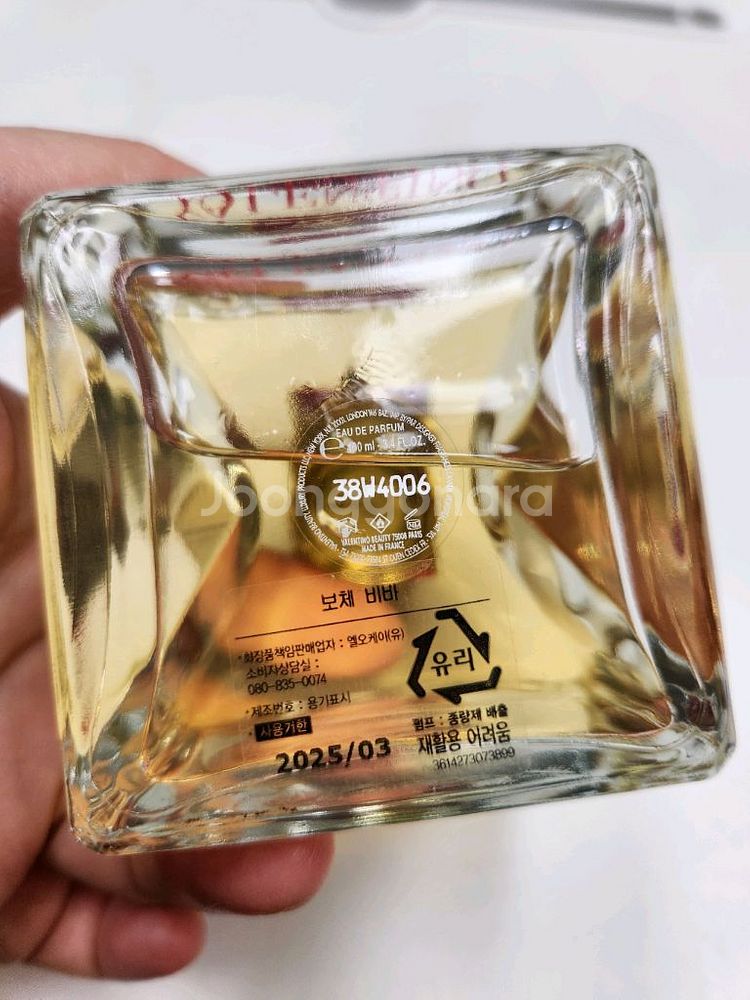 EAU DE PARFUM
100 ml - 3.4 FL.OZ.
38W4006
VALENTINO BEAUTY 75008 PARIS
MADE IN FRANCE
Joonggonara
보체 비바
·화장품책임판매업자 : 엘오케이(유)
소비자상담실 :
080-835-0074
·제조번호 : 용기표시
·사용기한
2025/03
유리
펌프 : 종량제 배출
재활용 어려움
3614273073899